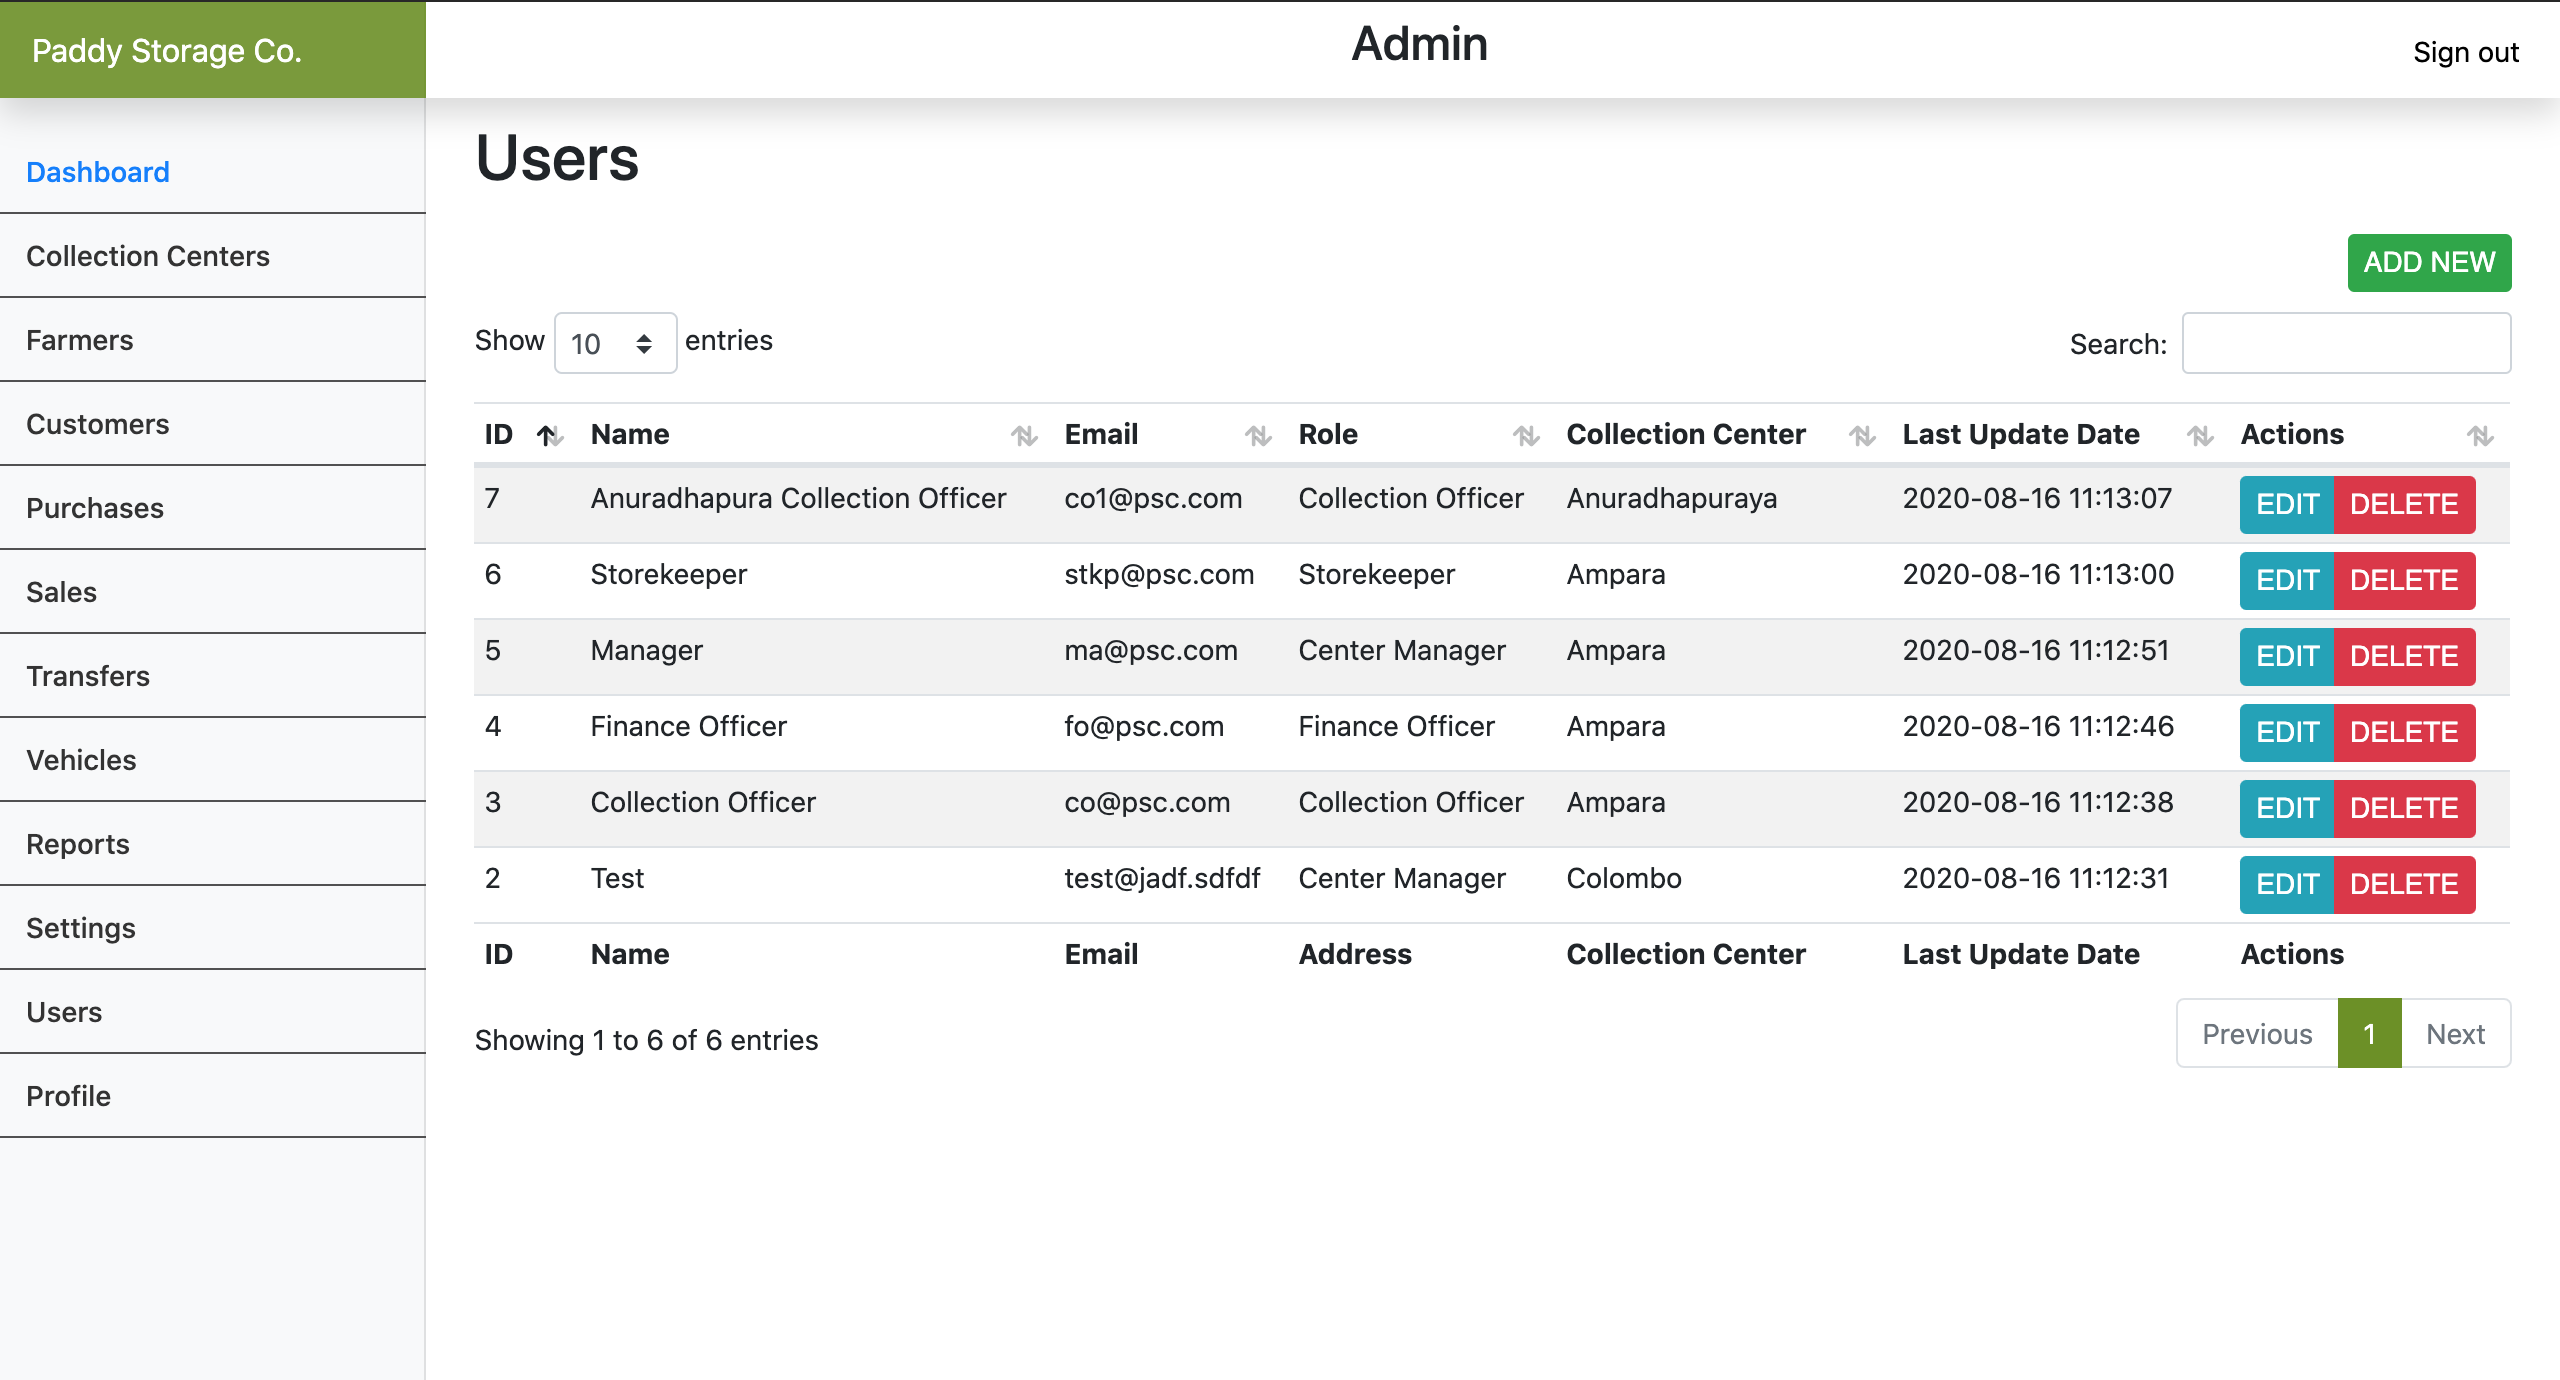 Paddy Storage Co.
Admin
Sign out
Dashboard
Collection Centers
Farmers
Customers
Purchases
Sales
Transfers
Vehicles
Reports
Settings
Users
Profile
Users
ADD NEW
Show 10 entries
Search:
ID Name Email Role Collection Center Last Update Date Actions
7 Anuradhapura Collection Officer co1@psc.com Collection Officer Anuradhapuraya 2020-08-16 11:13:07 EDIT DELETE
6 Storekeeper stkp@psc.com Storekeeper Ampara 2020-08-16 11:13:00 EDIT DELETE
5 Manager ma@psc.com Center Manager Ampara 2020-08-16 11:12:51 EDIT DELETE
4 Finance Officer fo@psc.com Finance Officer Ampara 2020-08-16 11:12:46 EDIT DELETE
3 Collection Officer co@psc.com Collection Officer Ampara 2020-08-16 11:12:38 EDIT DELETE
2 Test test@jadf.sdfdf Center Manager Colombo 2020-08-16 11:12:31 EDIT DELETE
ID Name Email Address Collection Center Last Update Date Actions
Showing 1 to 6 of 6 entries
Previous 1 Next